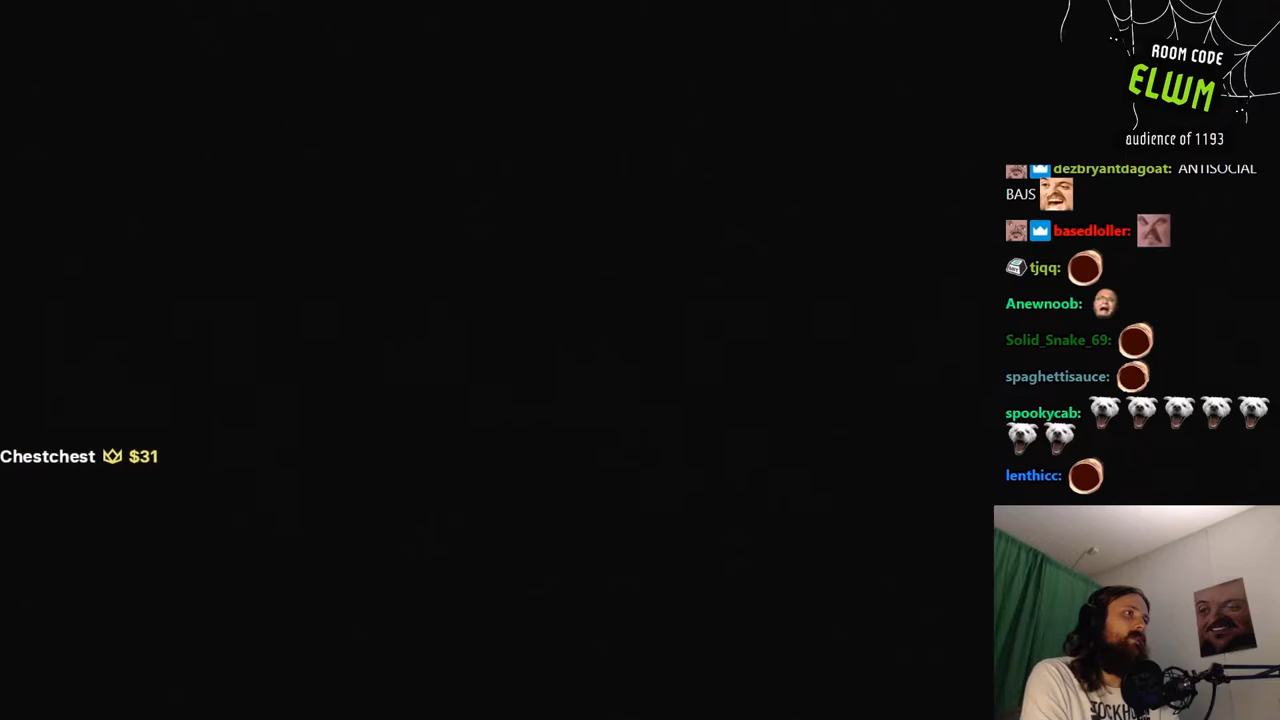 ROOM CODE
ELWM
audience of 1193
dezbryantdagoat: ANTISOCIAL
BAJS
basedloller:
tjqq:
Anewnoob:
Solid_Snake_69:
spaghettisauce:
spookycab:
Chestchest $31
lenthicc: